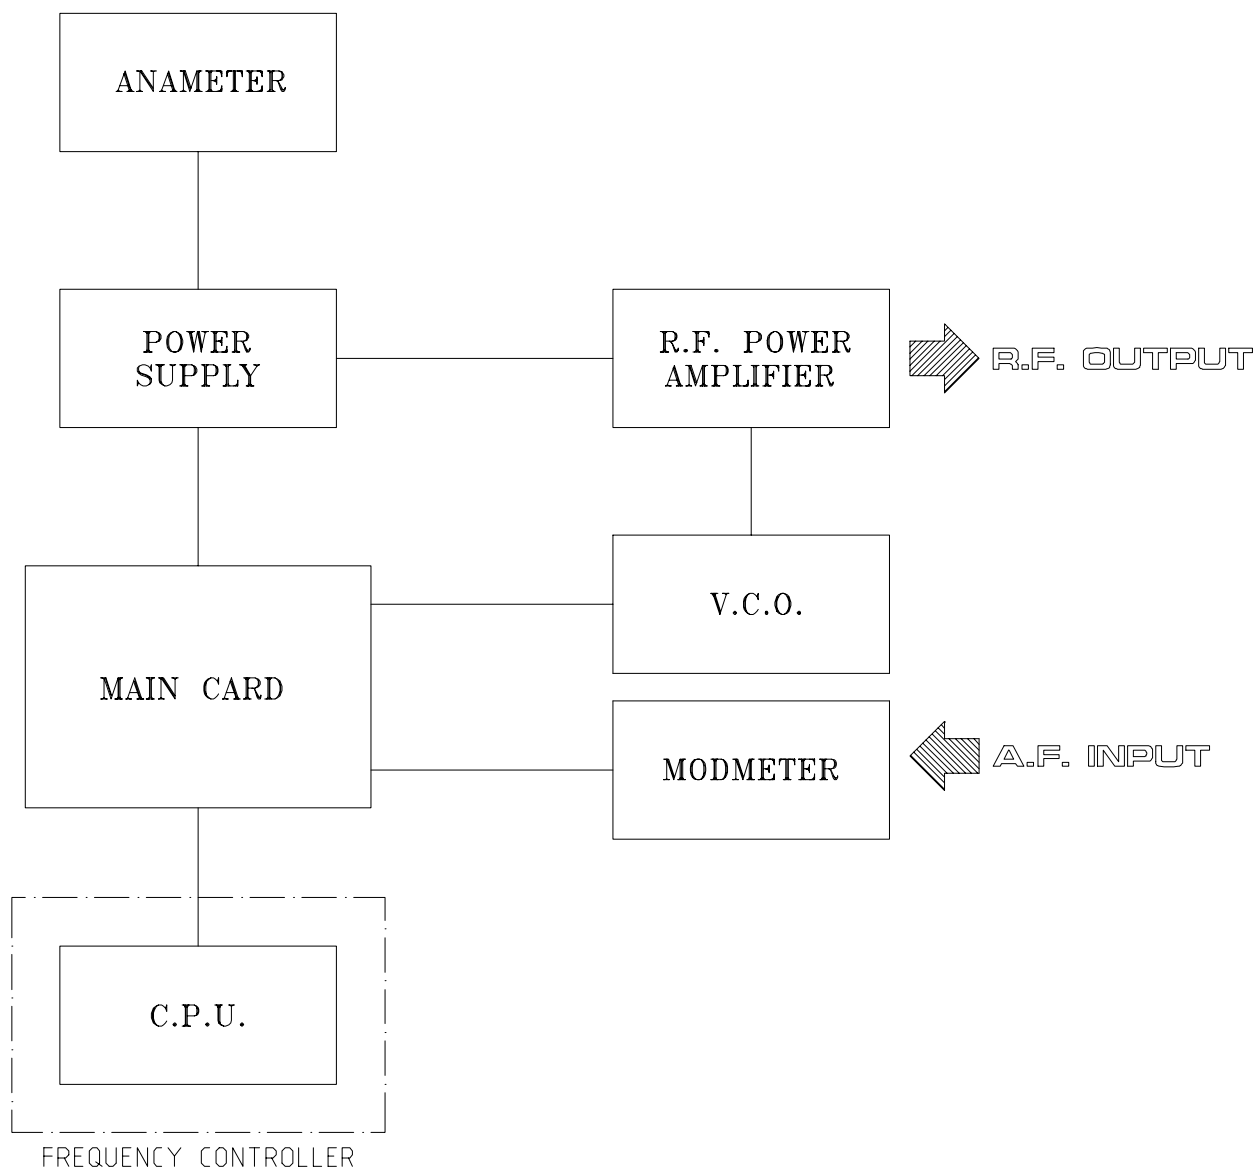 ANAMETER
POWER
SUPPLY
R.F. POWER
AMPLIFIER
R.F. OUTPUT
V.C.O.
MAIN CARD
MODMETER
A.F. INPUT
C.P.U.
FREQUENCY CONTROLLER